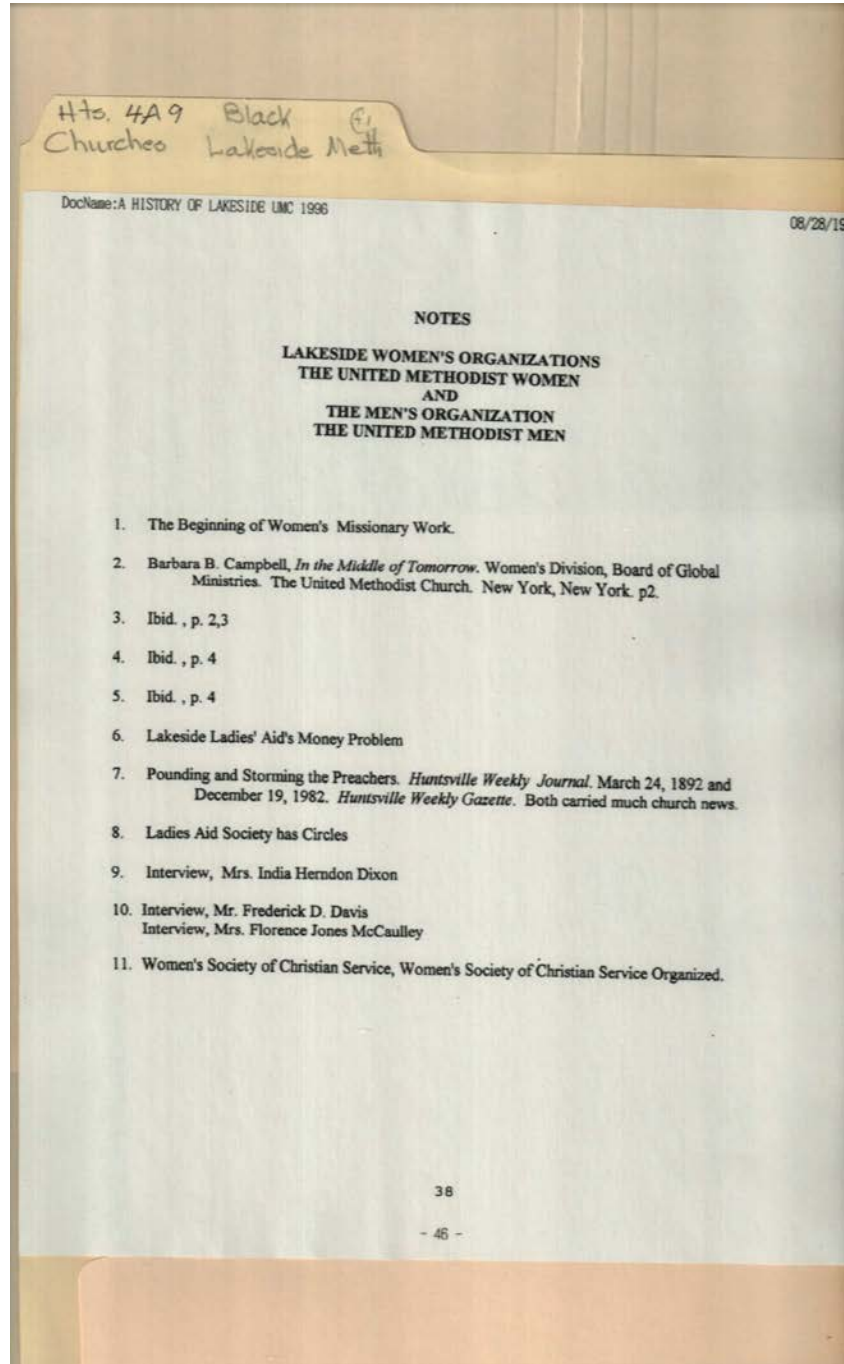 Hts. 4A9 Black
Churches Lakeside Meth
DocName:A HISTORY OF LAKESIDE UMC 1996
08/28/19
NOTES
LAKESIDE WOMEN'S ORGANIZATIONS
THE UNITED METHODIST WOMEN
AND
THE MEN'S ORGANIZATION
THE UNITED METHODIST MEN
1. The Beginning of Women's Missionary Work.
2. Barbara B. Campbell, In the Middle of Tomorrow. Women's Division, Board of Global
Ministries. The United Methodist Church. New York, New York. p2.
3. Ibid. , p. 2,3
4. Ibid. , p. 4
5. Ibid. , p. 4
6. Lakeside Ladies' Aid's Money Problem
7. Pounding and Storming the Preachers. Huntsville Weekly Journal. March 24, 1892 and
December 19, 1982. Huntsville Weekly Gazette. Both carried much church news.
8. Ladies Aid Society has Circles
9. Interview, Mrs. India Herndon Dixon
10. Interview, Mr. Frederick D. Davis
Interview, Mrs. Florence Jones McCaulley
11. Women's Society of Christian Service, Women's Society of Christian Service Organized.
38
- 46 -